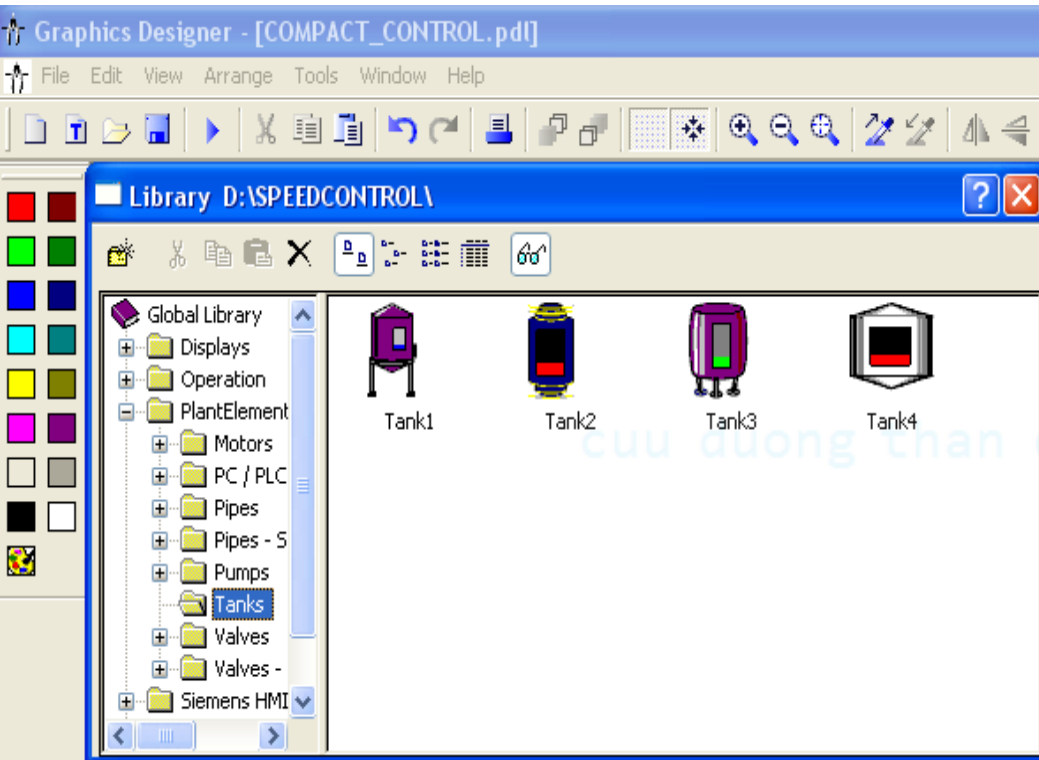 Graphics Designer - [COMPACT_CONTROL.pdl]
File Edit View Arrange Tools Window Help
Library D:\SPEEDCONTROL\
Global Library
Displays
Operation
PlantElement
Motors
PC / PLC
Pipes
Pipes - S
Pumps
Tanks
Valves
Valves -
Siemens HMI
Tank1 Tank2 Tank3 Tank4
cuu duong than